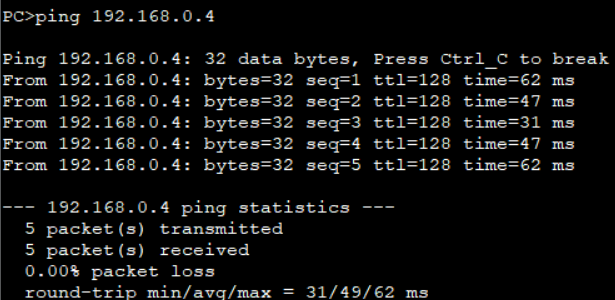 PC>ping 192.168.0.4
Ping 192.168.0.4: 32 data bytes, Press Ctrl_C to break
From 192.168.0.4: bytes=32 seq=1 ttl=128 time=62 ms
From 192.168.0.4: bytes=32 seq=2 ttl=128 time=47 ms
From 192.168.0.4: bytes=32 seq=3 ttl=128 time=31 ms
From 192.168.0.4: bytes=32 seq=4 ttl=128 time=47 ms
From 192.168.0.4: bytes=32 seq=5 ttl=128 time=62 ms
--- 192.168.0.4 ping statistics ---
5 packet(s) transmitted
5 packet(s) received
0.00% packet loss
round-trip min/avg/max = 31/49/62 ms